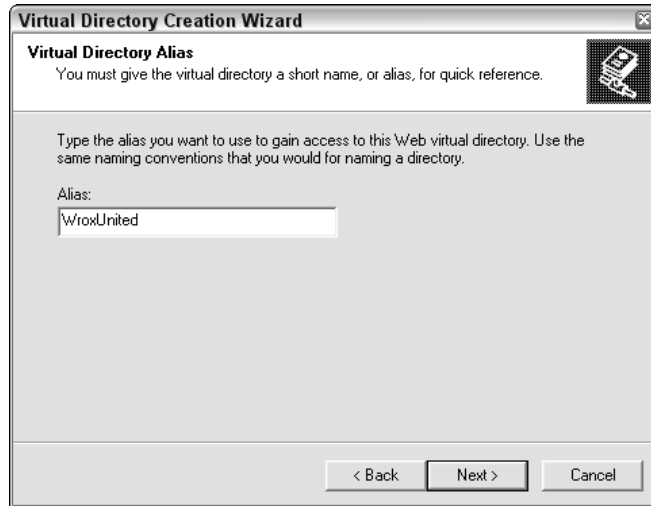 Virtual Directory Creation Wizard
Virtual Directory Alias
You must give the virtual directory a short name, or alias, for quick reference.
Type the alias you want to use to gain access to this Web virtual directory. Use the
same naming conventions that you would for naming a directory.
Alias:
WroxUnited
< Back Next > Cancel